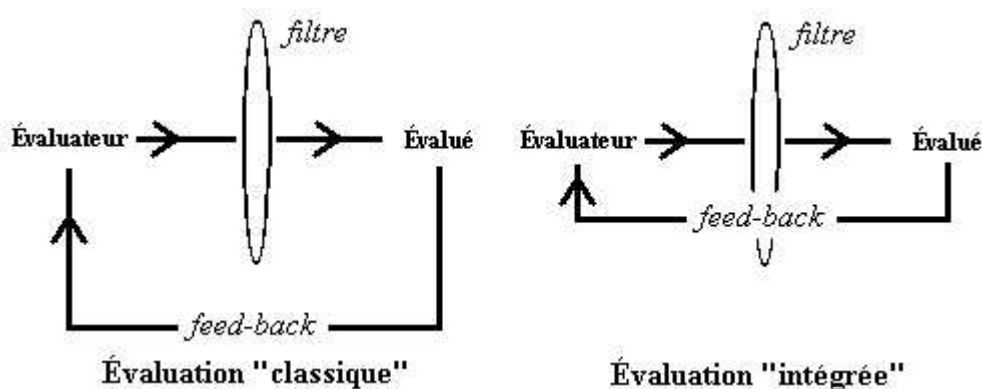 filtre
Évaluateur
Évalué
feed-back
Évaluation "classique"
filtre
Évaluateur
Évalué
feed-back
Évaluation "intégrée"